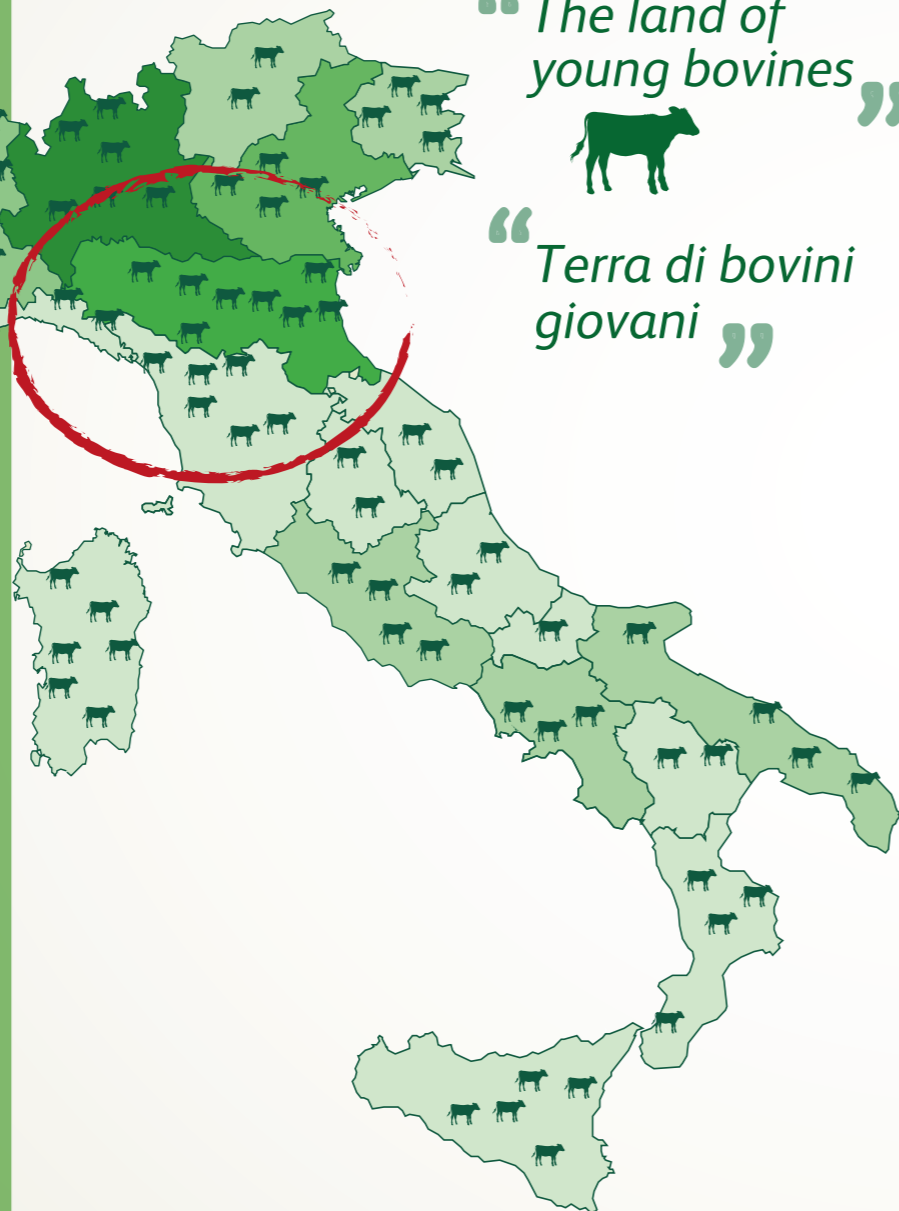 “ The land of
young bovines ”
“ Terra di bovini
giovani ”